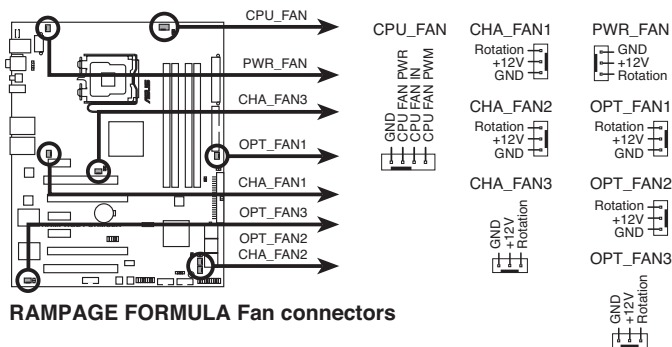 CPU_FAN
PWR_FAN
CHA_FAN3
OPT_FAN1
CHA_FAN1
OPT_FAN3
OPT_FAN2
CHA_FAN2
/ISUS
RAMPAGE FORMULA Fan connectors
CPU_FAN
GND
CPU FAN PWR
CPU FAN IN
CPU FAN PWM
CHA_FAN1
Rotation
+12V
GND
PWR_FAN
GND
+12V
Rotation
CHA_FAN2
Rotation
+12V
GND
OPT_FAN1
Rotation
+12V
GND
CHA_FAN3
GND
+12V
Rotation
OPT_FAN2
Rotation
+12V
GND
OPT_FAN3
GND
+12V
Rotation